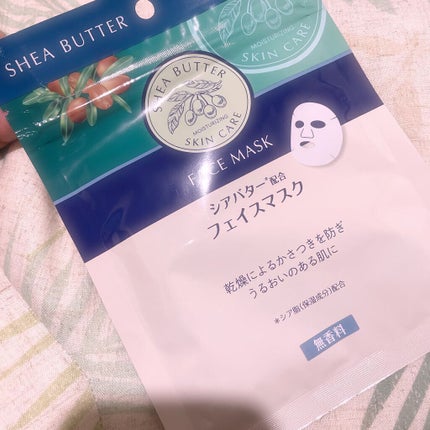 SHEA BUTTER
MOISTURIZING
SKIN CARE
SHEA BUTTER
MOISTURIZING
SKIN CARE
FACE MASK
シアバター*配合
フェイスマスク
乾燥によるかさつきを防ぎ
うるおいのある肌に
*シア脂(保湿成分)配合
無香料